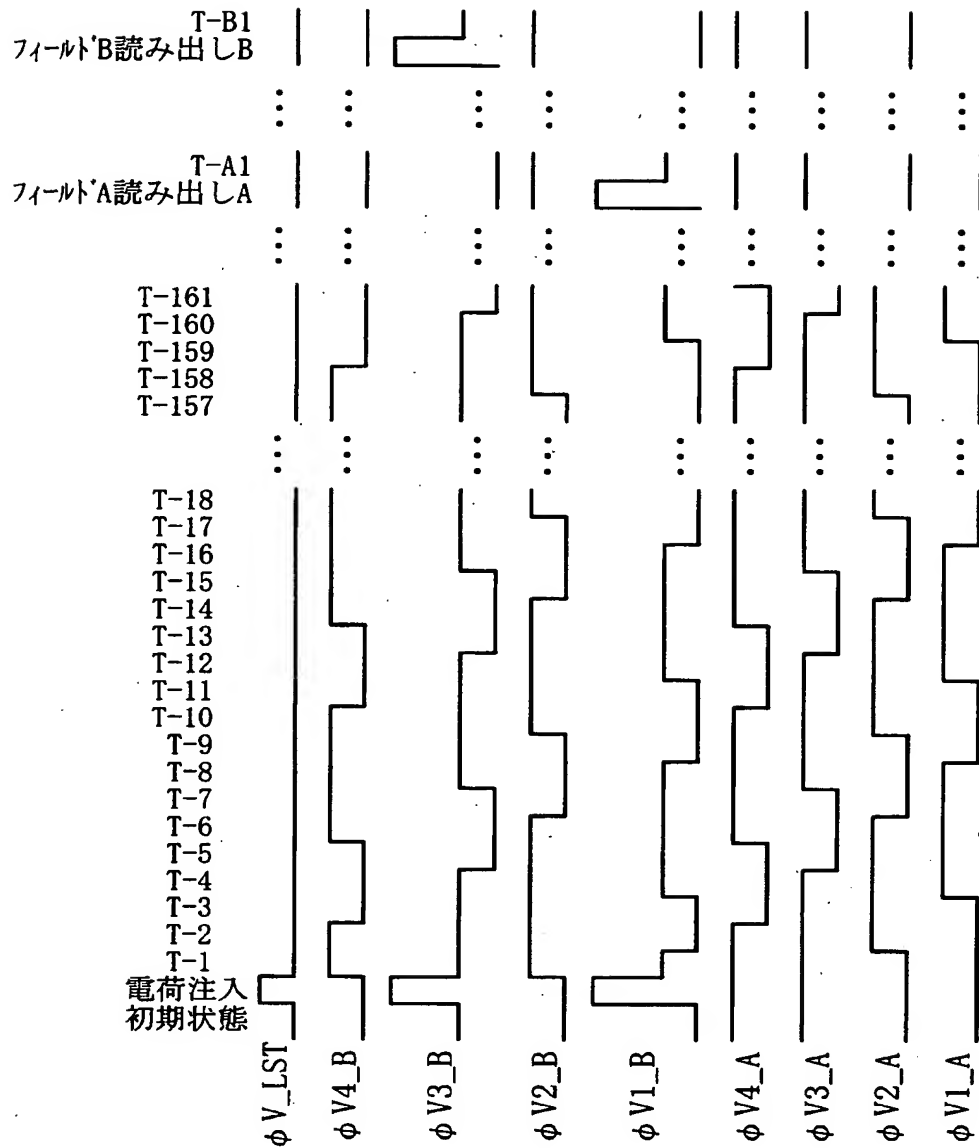 T-B1
フィールドB読み出しB
T-A1
フィールドA読み出しA
T-161
T-160
T-159
T-158
T-157
T-18
T-17
T-16
T-15
T-14
T-13
T-12
T-11
T-10
T-9
T-8
T-7
T-6
T-5
T-4
T-3
T-2
T-1
電荷注入
初期状態
φV_LST
φV4_B
φV3_B
φV2_B
φV1_B
φV4_A
φV3_A
φV2_A
φV1_A